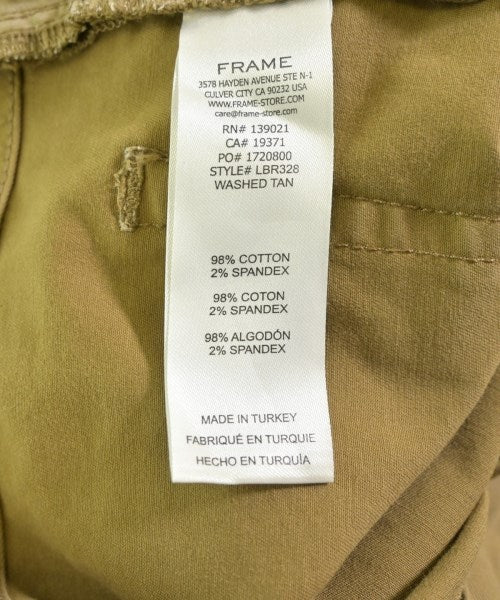 FRAME
3578 HAYDEN AVENUE STE N-1
CULVER CITY CA 90232 USA
WWW.FRAME-STORE.COM
care@frame-store.com
RN# 139021
CA# 19371
PO# 1720800
STYLE# LBR328
WASHED TAN
98% COTTON
2% SPANDEX
98% COTON
2% SPANDEX
98% ALGODÓN
2% SPANDEX
MADE IN TURKEY
FABRIQUÉ EN TURQUIE
HECHO EN TURQUÍA